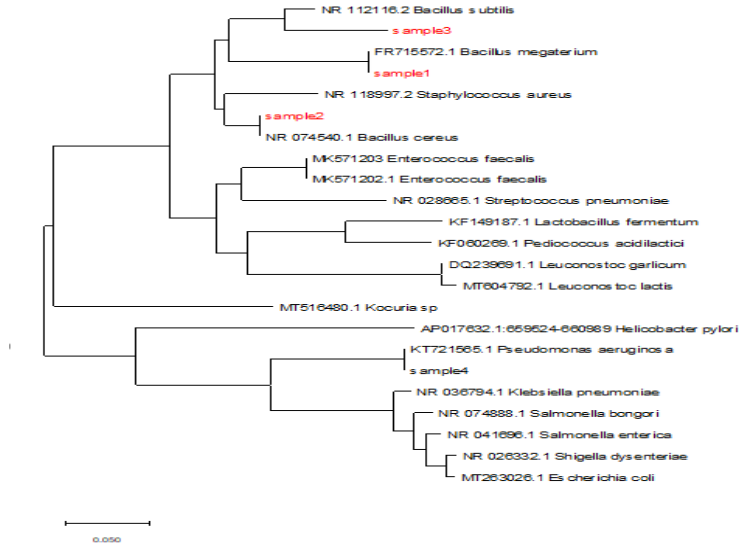 NR 112116.2 Bacillus subtilis
sample3
FR715572.1 Bacillus megaterium
sample1
NR 118997.2 Staphylococcus aureus
sample2
NR 074540.1 Bacillus cereus
MK571203 Enterococcus faecalis
MK571202.1 Enterococcus faecalis
NR 028665.1 Streptococcus pneumoniae
KF149187.1 Lactobacillus fermentum
KF060269.1 Pediococcus acidilactici
DQ239691.1 Leuconostoc garlicum
MT604792.1 Leuconostoc lactis
MT516480.1 Kocuria sp
AP017632.1:659524-660989 Helicobacter pylori
KT721565.1 Pseudomonas aeruginosa
sample4
NR 036794.1 Klebsiella pneumoniae
NR 074888.1 Salmonella bongori
NR 041696.1 Salmonella enterica
NR 026332.1 Shigella dysenteriae
MT263026.1 Escherichia coli
0.050